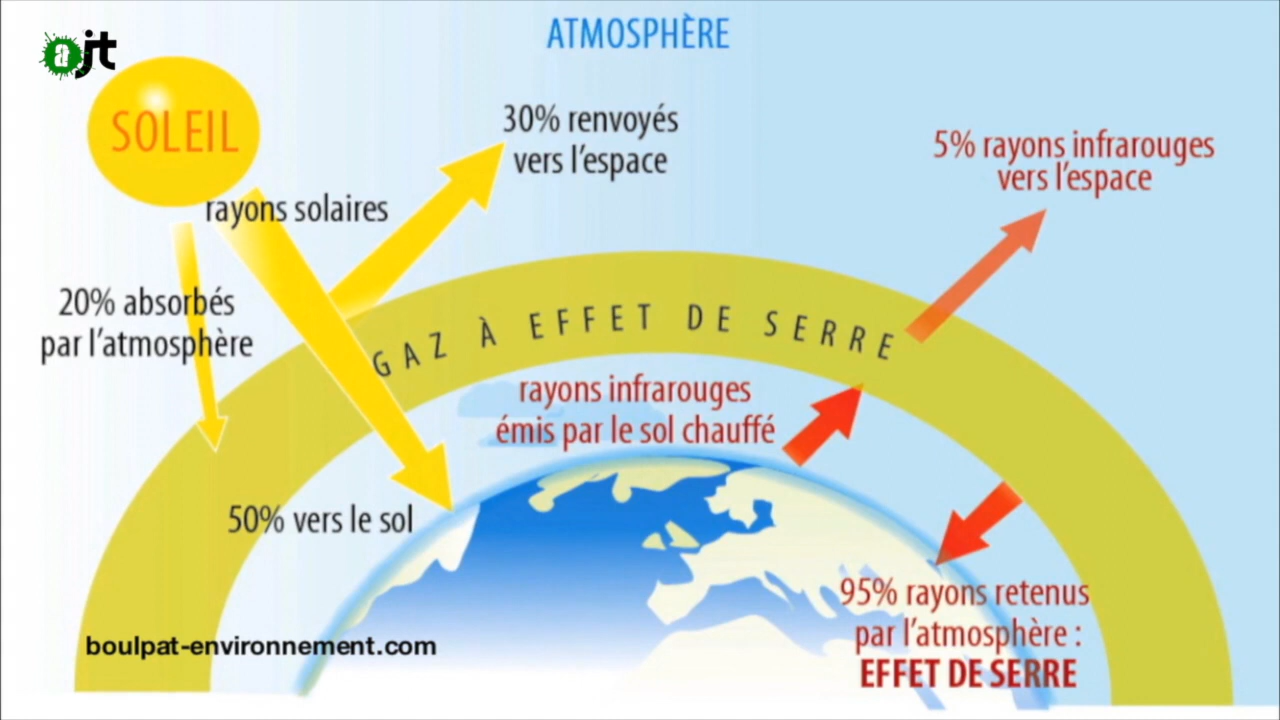 ajt
ATMOSPHÈRE
SOLEIL
30% renvoyés
vers l'espace
5% rayons infrarouges
vers l'espace
rayons solaires
20% absorbés
par l'atmosphère
GAZ À EFFET DE SERRE
rayons infrarouges
émis par le sol chauffé
50% vers le sol
95% rayons retenus
par l'atmosphère :
EFFET DE SERRE
boulpat-environnement.com